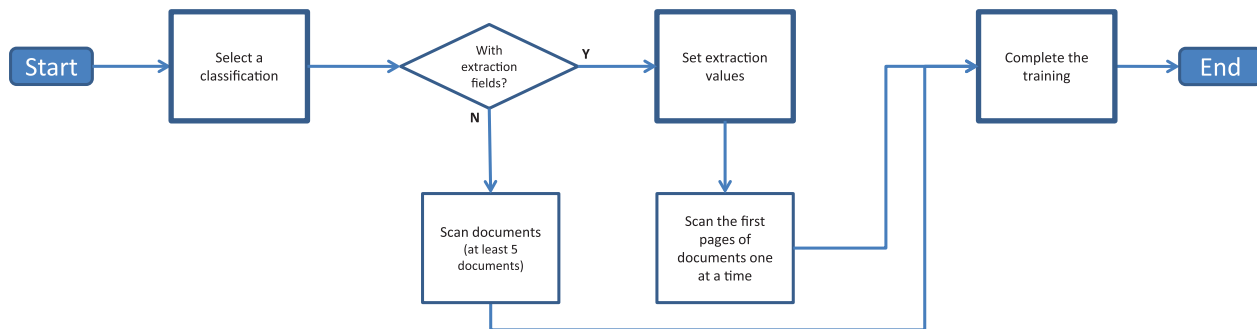 Start
Select a
classification
With
extraction
fields?
Y
N
Set extraction
values
Complete the
training
End
Scan documents
(at least 5
documents)
Scan the first
pages of
documents one
at a time